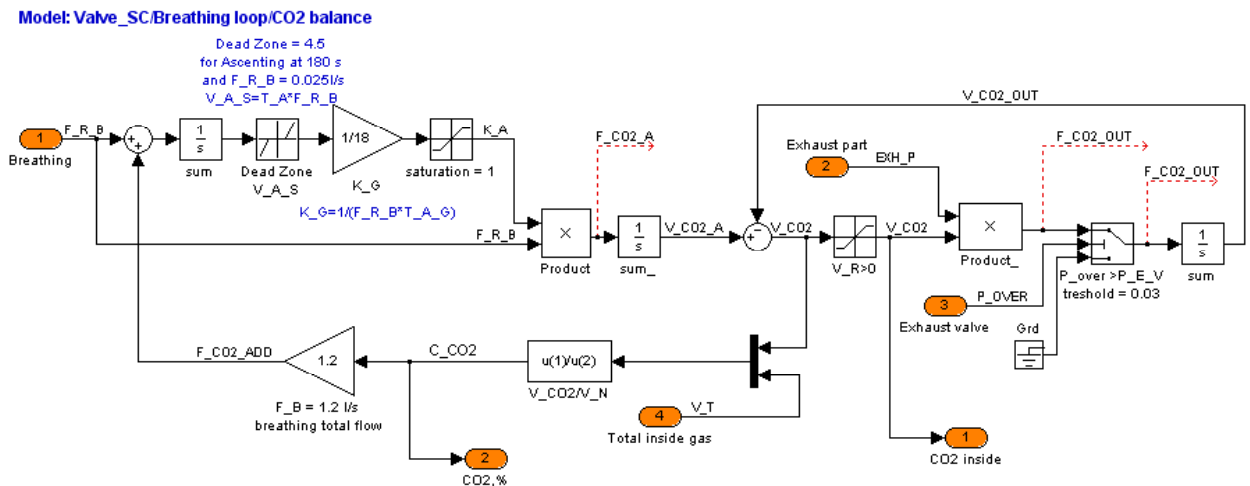 Model: Valve_SC/Breathing loop/CO2 balance
Dead Zone = 4.5
for Ascenting at 180 s
and F_R_B = 0.025l/s
V_A_S=T_A*F_R_B
V_CO2_OUT
1
F_R_B
Breathing
+
+
1
s
sum
Dead Zone
V_A_S
1/18
K_G
K_G=1/(F_R_B*T_A_G)
saturation = 1
K_A
F_CO2_A
F_R_B
×
Product
1
s
sum_
V_CO2_A
+
−
V_CO2
V_R>0
V_CO2
Exhaust part
2
EXH_P
×
Product_
F_CO2_OUT
F_CO2_OUT
P_over >P_E_V
treshold = 0.03
1
s
sum
P_OVER
3
Exhaust valve
Grd
F_CO2_ADD
1.2
F_B = 1.2 l/s
breathing total flow
C_CO2
u(1)/u(2)
V_CO2/V_N
4
V_T
Total inside gas
2
CO2,%
1
CO2 inside